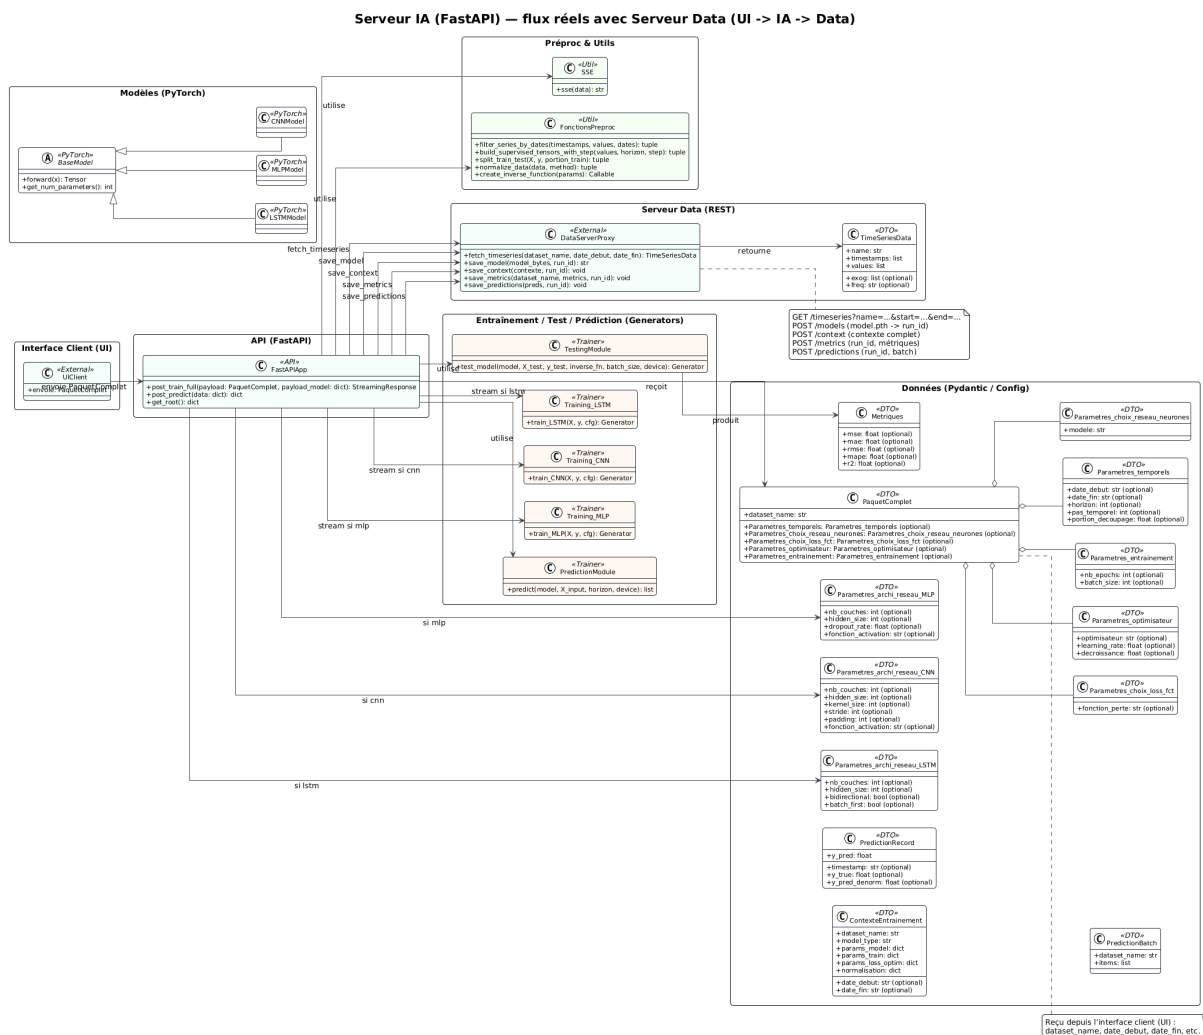 Serveur IA (FastAPI) — flux réels avec Serveur Data (UI -> IA -> Data)
Préproc & Utils
C «Util»
SSE
+sse(data): str
C «Util»
FonctionsPreproc
+filter_series_by_dates(timestamps, values, dates): tuple
+build_supervised_tensors_with_step(values, horizon, step): tuple
+split_train_test(X, y, portion_train): tuple
+normalize_data(data, method): tuple
+create_inverse_function(params): Callable
utilise
utilise
Modèles (PyTorch)
C «PyTorch»
CNNModel
A «PyTorch»
BaseModel
+forward(x): Tensor
+get_num_parameters(): int
C «PyTorch»
MLPModel
C «PyTorch»
LSTMModel
Serveur Data (REST)
C «External»
DataServerProxy
+fetch_timeseries(dataset_name, date_debut, date_fin): TimeSeriesData
+save_model(model_bytes, run_id): str
+save_context(contexte, run_id): void
+save_metrics(dataset_name, metrics, run_id): void
+save_predictions(preds, run_id): void
retourne
C «DTO»
TimeSeriesData
+name: str
+timestamps: list
+values: list
+exog: list (optional)
+freq: str (optional)
fetch_timeseries
save_model
save_context
save_metrics
save_predictions
GET /timeseries?name=...&start=...&end=...
POST /models (model.pth -> run_id)
POST /context (contexte complet)
POST /metrics (run_id, métriques)
POST /predictions (run_id, batch)
Interface Client (UI)
C «External»
UIClient
+envoie_PaquetComplet
envoie PaquetComplet
API (FastAPI)
C «API»
FastAPIApp
+post_train_full(payload: PaquetComplet, payload_model: dict): StreamingResponse
+post_predict(data: dict): dict
+get_root(): dict
Entraînement / Test / Prédiction (Generators)
C «Trainer»
TestingModule
+test_model(model, X_test, y_test, inverse_fn, batch_size, device): Generator
utilise
reçoit
stream si lstm
C «Trainer»
Training_LSTM
+train_LSTM(X, y, cfg): Generator
produit
utilise
C «Trainer»
Training_CNN
+train_CNN(X, y, cfg): Generator
stream si cnn
C «Trainer»
Training_MLP
+train_MLP(X, y, cfg): Generator
stream si mlp
C «Trainer»
PredictionModule
+predict(model, X_input, horizon, device): list
si mlp
si cnn
si lstm
Données (Pydantic / Config)
C «DTO»
Metriques
+mse: float (optional)
+mae: float (optional)
+rmse: float (optional)
+mape: float (optional)
+r2: float (optional)
C «DTO»
Parametres_choix_reseau_neurones
+modele: str
C «DTO»
Parametres_temporels
+date_debut: str (optional)
+date_fin: str (optional)
+horizon: int (optional)
+pas_temporel: int (optional)
+portion_decoupage: float (optional)
C «DTO»
PaquetComplet
+dataset_name: str
+Parametres_temporels: Parametres_temporels (optional)
+Parametres_choix_reseau_neurones: Parametres_choix_reseau_neurones (optional)
+Parametres_choix_loss_fct: Parametres_choix_loss_fct (optional)
+Parametres_optimisateur: Parametres_optimisateur (optional)
+Parametres_entrainement: Parametres_entrainement (optional)
C «DTO»
Parametres_entrainement
+nb_epochs: int (optional)
+batch_size: int (optional)
C «DTO»
Parametres_archi_reseau_MLP
+nb_couches: int (optional)
+hidden_size: int (optional)
+dropout_rate: float (optional)
+fonction_activation: str (optional)
C «DTO»
Parametres_optimisateur
+optimisateur: str (optional)
+learning_rate: float (optional)
+decroissance: float (optional)
C «DTO»
Parametres_archi_reseau_CNN
+nb_couches: int (optional)
+hidden_size: int (optional)
+kernel_size: int (optional)
+stride: int (optional)
+padding: int (optional)
+fonction_activation: str (optional)
C «DTO»
Parametres_choix_loss_fct
+fonction_perte: str (optional)
C «DTO»
Parametres_archi_reseau_LSTM
+nb_couches: int (optional)
+hidden_size: int (optional)
+bidirectional: bool (optional)
+batch_first: bool (optional)
C «DTO»
PredictionRecord
+y_pred: float
+timestamp: str (optional)
+y_true: float (optional)
+y_pred_denorm: float (optional)
C «DTO»
ContexteEntrainement
+dataset_name: str
+model_type: str
+params_model: dict
+params_train: dict
+params_loss_optim: dict
+normalisation: dict
+date_debut: str (optional)
+date_fin: str (optional)
C «DTO»
PredictionBatch
+dataset_name: str
+items: list
Reçu depuis l'interface client (UI) :
dataset_name, date_debut, date_fin, etc.